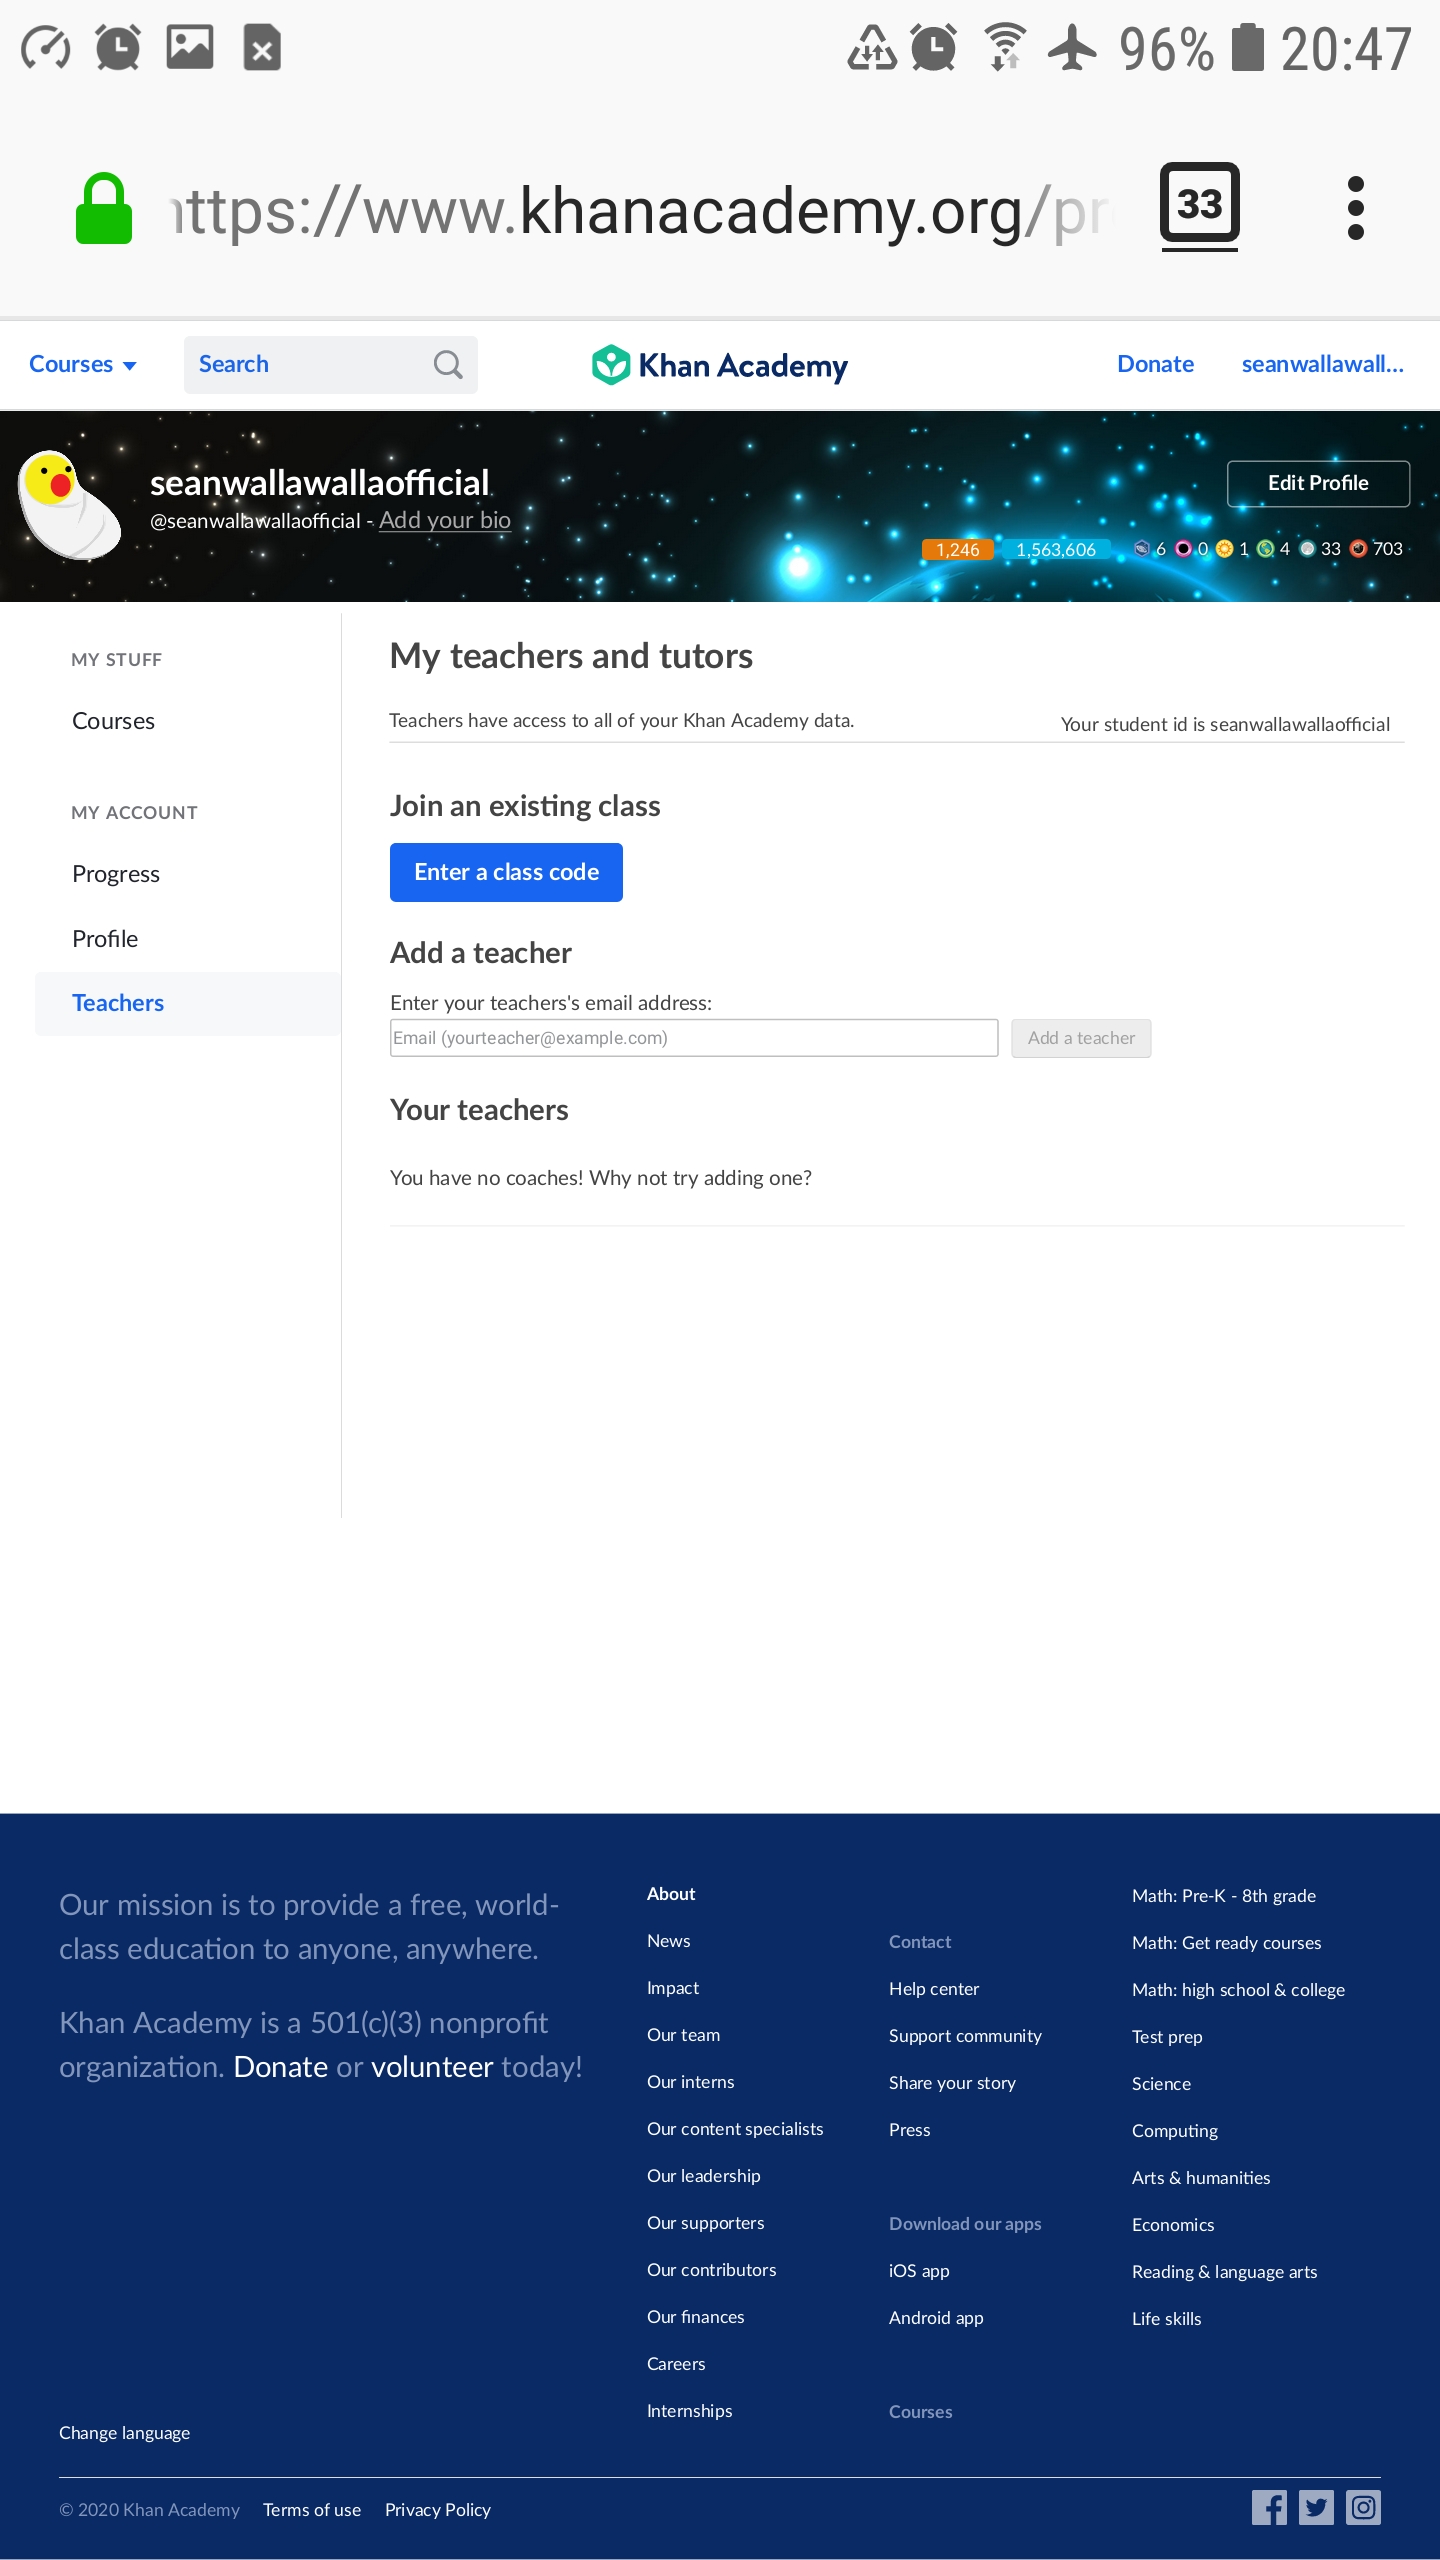 96% 20:47
https://www.khanacademy.org/pr
33
Courses
Search
Khan Academy
Donate
seanwallawall...
seanwallawallaofficial
@seanwallawallaofficial - Add your bio
Edit Profile
1,246 1,563,606 6 0 1 4 33 703
MY STUFF
Courses
MY ACCOUNT
Progress
Profile
Teachers
My teachers and tutors
Teachers have access to all of your Khan Academy data.
Your student id is seanwallawallaofficial
Join an existing class
Enter a class code
Add a teacher
Enter your teachers's email address:
Email (yourteacher@example.com)
Add a teacher
Your teachers
You have no coaches! Why not try adding one?
Our mission is to provide a free, world-
class education to anyone, anywhere.
Khan Academy is a 501(c)(3) nonprofit
organization. Donate or volunteer today!
Change language
About
News
Impact
Our team
Our interns
Our content specialists
Our leadership
Our supporters
Our contributors
Our finances
Careers
Internships
Contact
Help center
Support community
Share your story
Press
Download our apps
iOS app
Android app
Courses
Math: Pre-K - 8th grade
Math: Get ready courses
Math: high school & college
Test prep
Science
Computing
Arts & humanities
Economics
Reading & language arts
Life skills
© 2020 Khan Academy
Terms of use
Privacy Policy